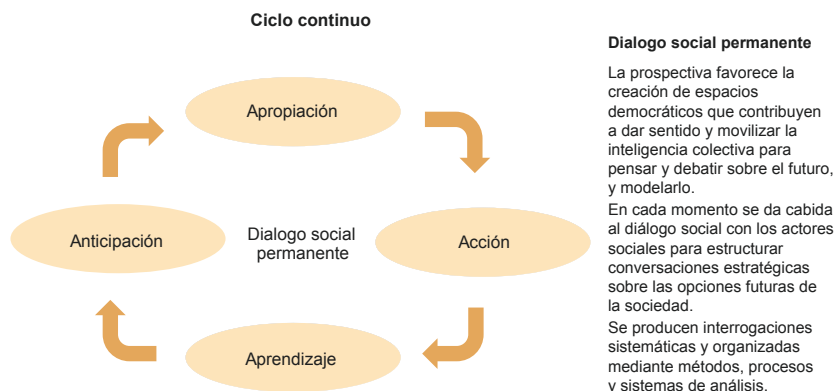 Ciclo continuo
Apropiación
Anticipación
Dialogo social
permanente
Acción
Aprendizaje
Dialogo social permanente
La prospectiva favorece la
creación de espacios
democráticos que contribuyen
a dar sentido y movilizar la
inteligencia colectiva para
pensar y debatir sobre el futuro,
y modelarlo.
En cada momento se da cabida
al diálogo social con los actores
sociales para estructurar
conversaciones estratégicas
sobre las opciones futuras de
la sociedad.
Se producen interrogaciones
sistemáticas y organizadas
mediante métodos, procesos
y sistemas de análisis.